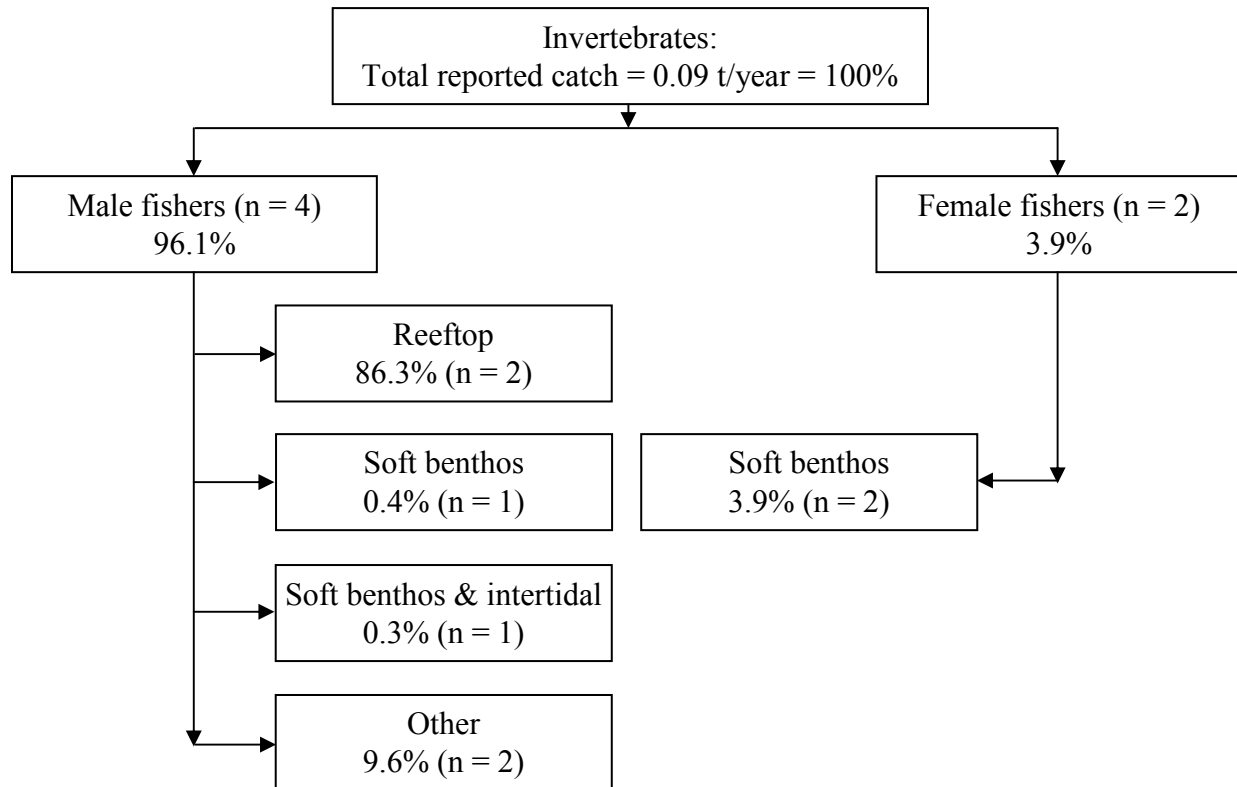 Invertebrates:
Total reported catch = 0.09 t/year = 100%
Male fishers (n = 4)
96.1%
Female fishers (n = 2)
3.9%
Reeftop
86.3% (n = 2)
Soft benthos
0.4% (n = 1)
Soft benthos
3.9% (n = 2)
Soft benthos & intertidal
0.3% (n = 1)
Other
9.6% (n = 2)